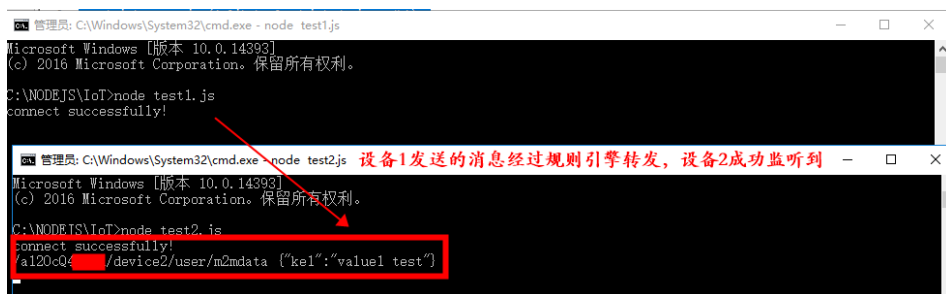 管理员: C:\Windows\System32\cmd.exe - node test1.js
Microsoft Windows [版本 10.0.14393]
(c) 2016 Microsoft Corporation。保留所有权利。
C:\NODEJS\IoT>node test1.js
connect successfully!
管理员: C:\Windows\System32\cmd.exe - node test2.js 设备1发送的消息经过规则引擎转发，设备2成功监听到
Microsoft Windows [版本 10.0.14393]
(c) 2016 Microsoft Corporation。保留所有权利。
C:\NODEJS\IoT>node test2.js
connect successfully!
/a120cQ4 /device2/user/m2mdata {"ke1":"value1 test"}